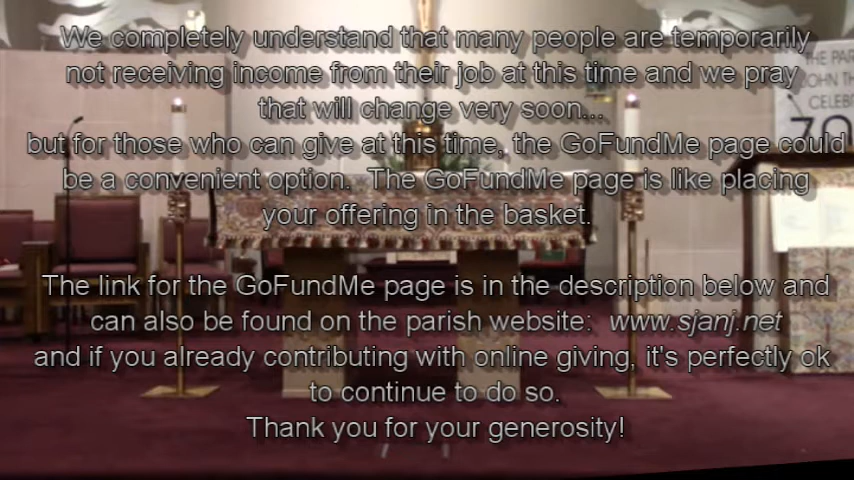 We completely understand that many people are temporarily
not receiving income from their job at this time and we pray
that will change very soon...
but for those who can give at this time, the GoFundMe page could
be a convenient option. The GoFundMe page is like placing
your offering in the basket.
The link for the GoFundMe page is in the description below and
can also be found on the parish website: www.sjanj.net
and if you already contributing with online giving, it's perfectly ok
to continue to do so.
Thank you for your generosity!
THE PAR
JOHN TH
CELEB